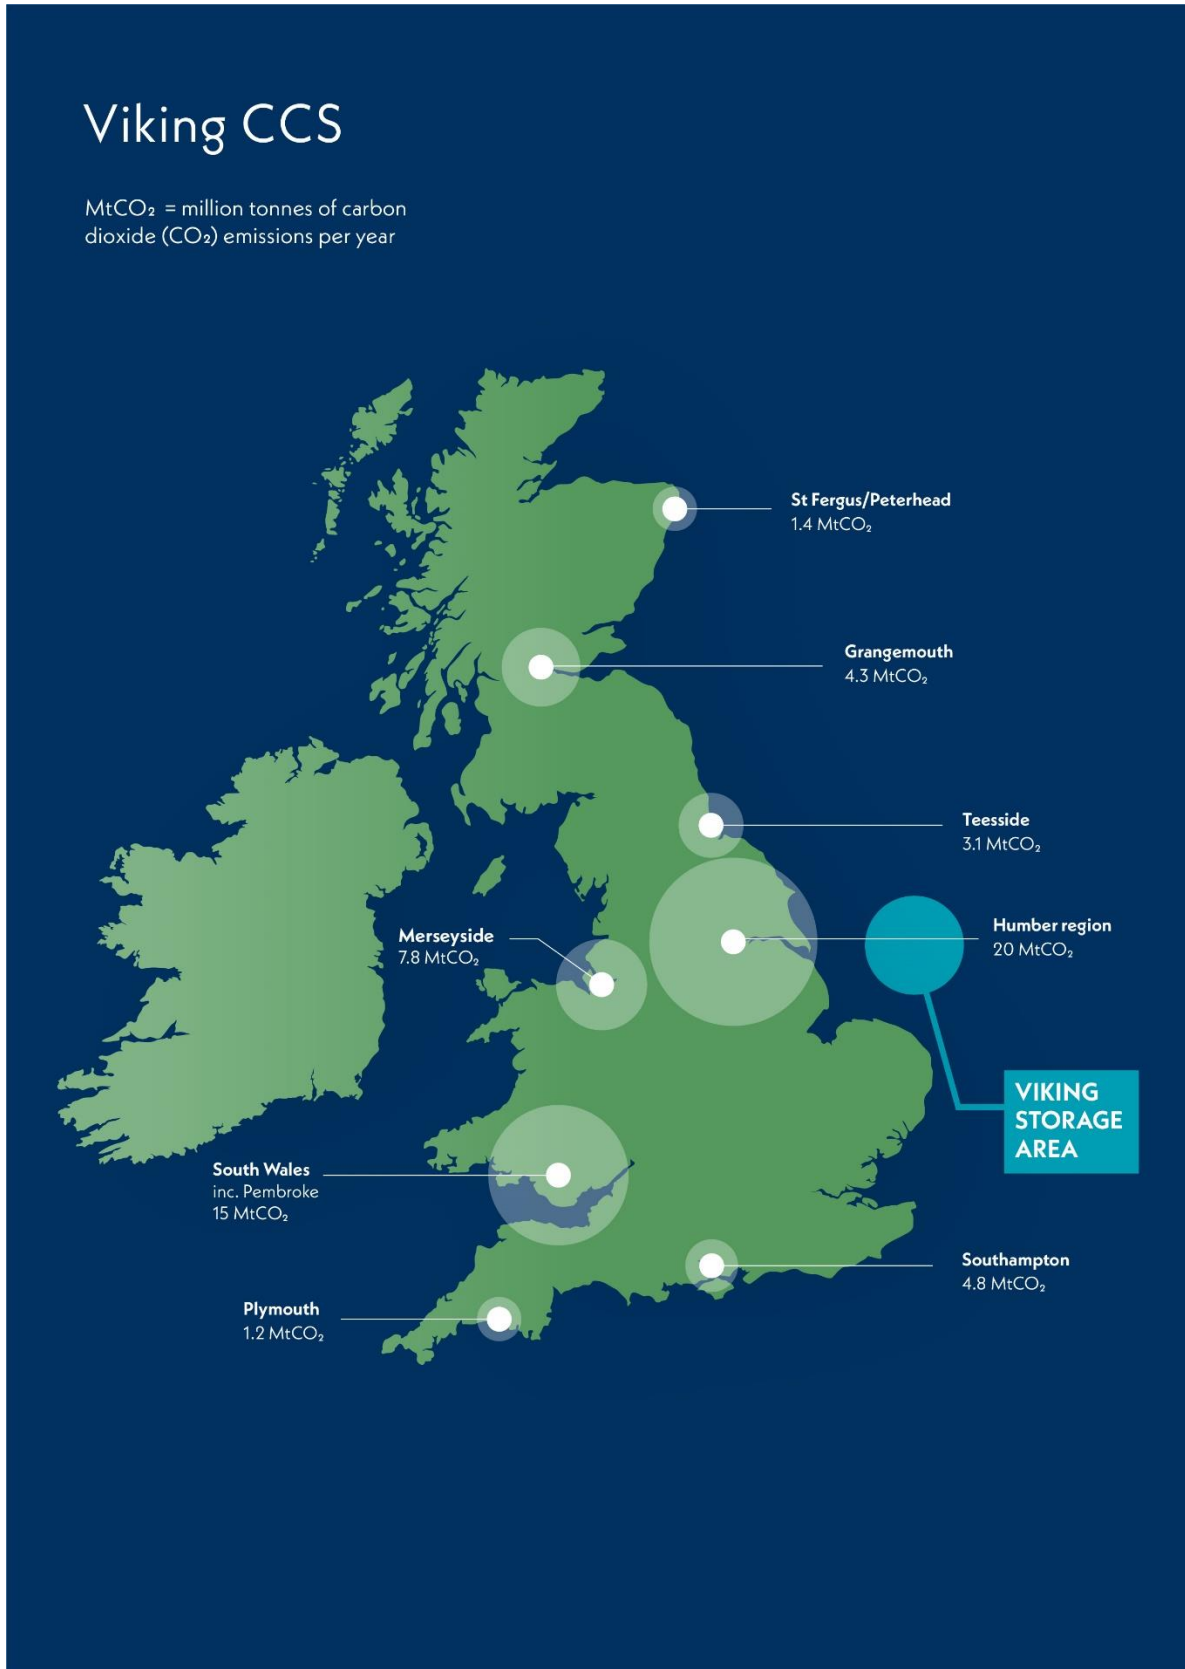 Viking CCS
MtCO₂ = million tonnes of carbon
dioxide (CO₂) emissions per year
St Fergus/Peterhead
1.4 MtCO₂
Grangemouth
4.3 MtCO₂
Teesside
3.1 MtCO₂
Humber region
20 MtCO₂
Merseyside
7.8 MtCO₂
VIKING
STORAGE
AREA
South Wales
inc. Pembroke
15 MtCO₂
Southampton
4.8 MtCO₂
Plymouth
1.2 MtCO₂